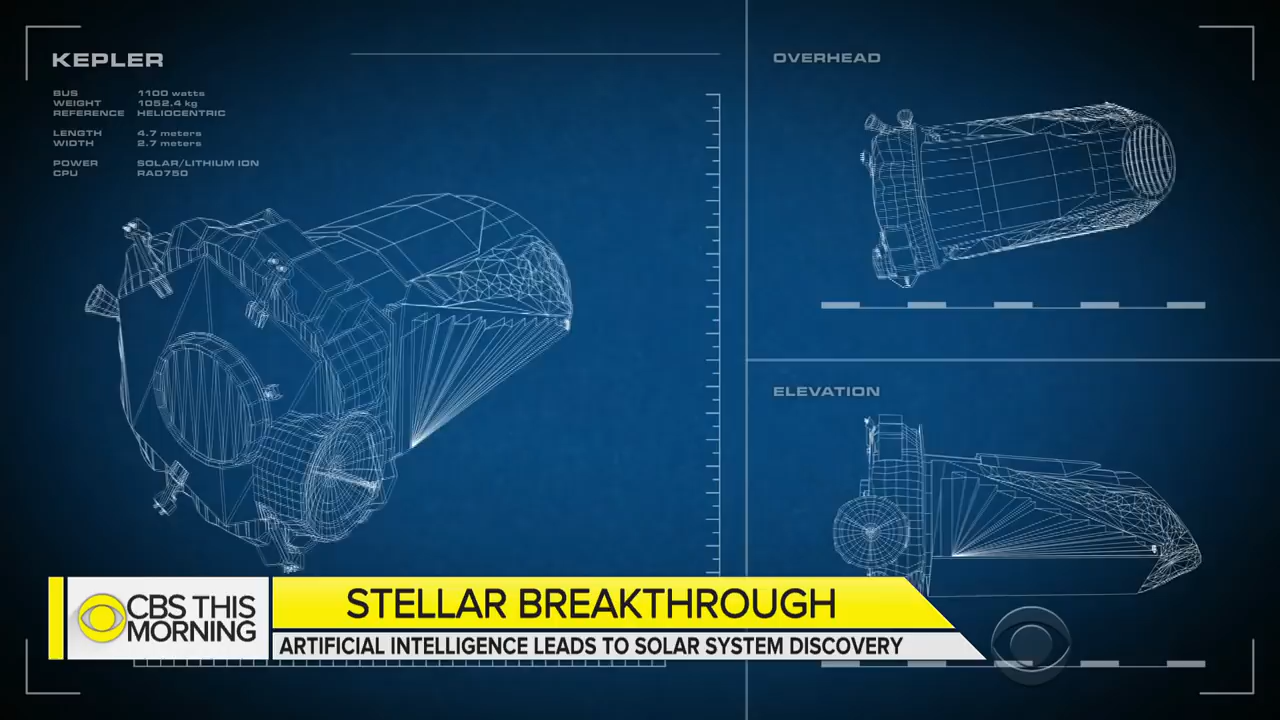 KEPLER
BUS 1100 watts
WEIGHT 1052.4 kg
REFERENCE HELIOCENTRIC
LENGTH 4.7 meters
WIDTH 2.7 meters
POWER SOLAR/LITHIUM ION
CPU RAD750
OVERHEAD
ELEVATION
CBS THIS
MORNING
STELLAR BREAKTHROUGH
ARTIFICIAL INTELLIGENCE LEADS TO SOLAR SYSTEM DISCOVERY